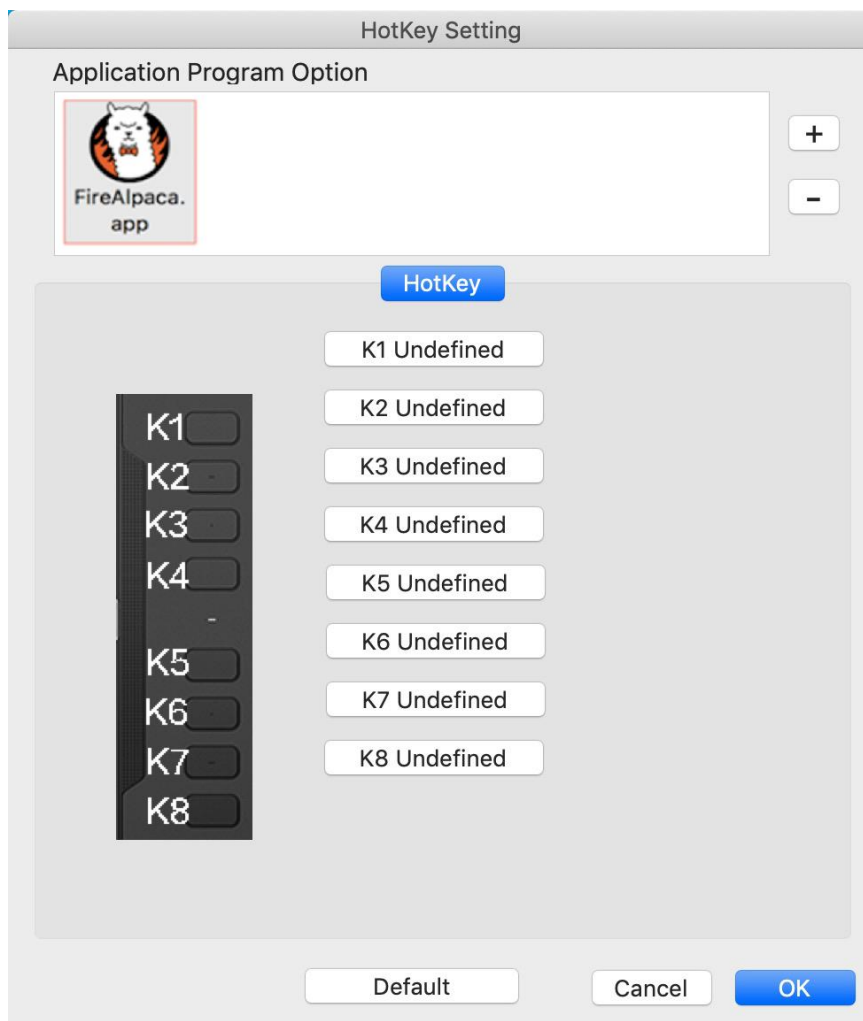 HotKey Setting
Application Program Option
+
FireAlpaca.
app
-
HotKey
K1 Undefined
K2 Undefined
K3 Undefined
K4 Undefined
K5 Undefined
K6 Undefined
K7 Undefined
K8 Undefined
K1
K2
K3
K4
K5
K6
K7
K8
Default
Cancel
OK